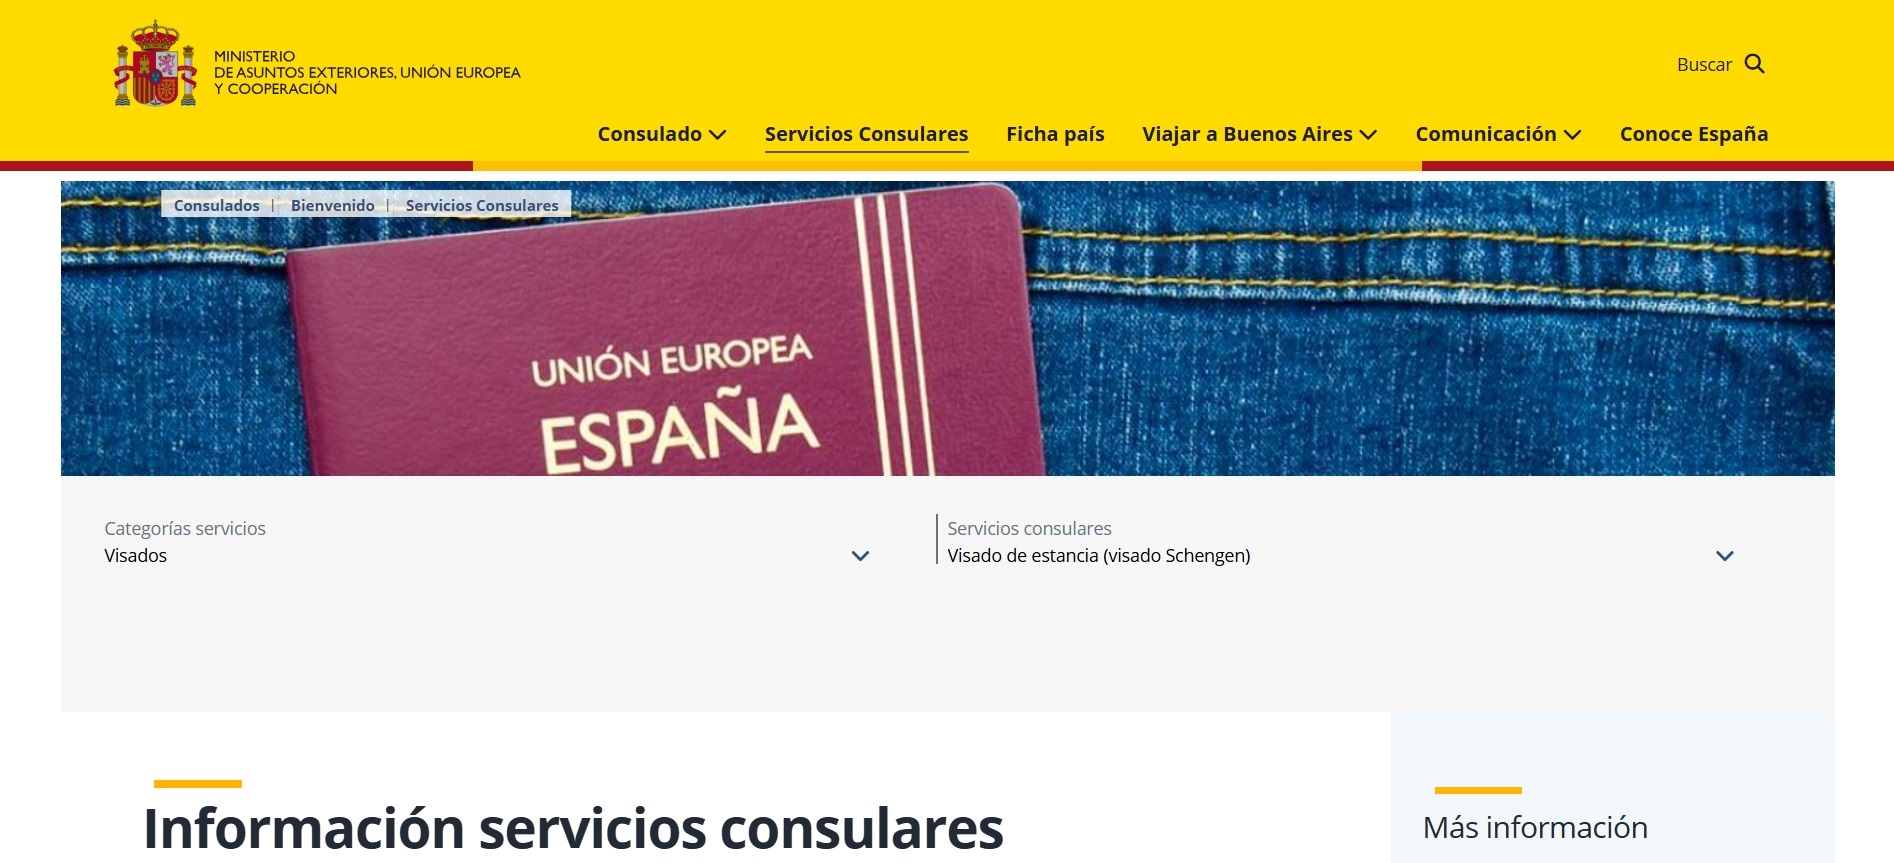 MINISTERIO
DE ASUNTOS EXTERIORES, UNIÓN EUROPEA
Y COOPERACIÓN
Buscar
Consulado Servicios Consulares Ficha país Viajar a Buenos Aires Comunicación Conoce España
Consulados | Bienvenido | Servicios Consulares
UNIÓN EUROPEA
ESPAÑA
Categorías servicios
Visados
Servicios consulares
Visado de estancia (visado Schengen)
Información servicios consulares
Más información